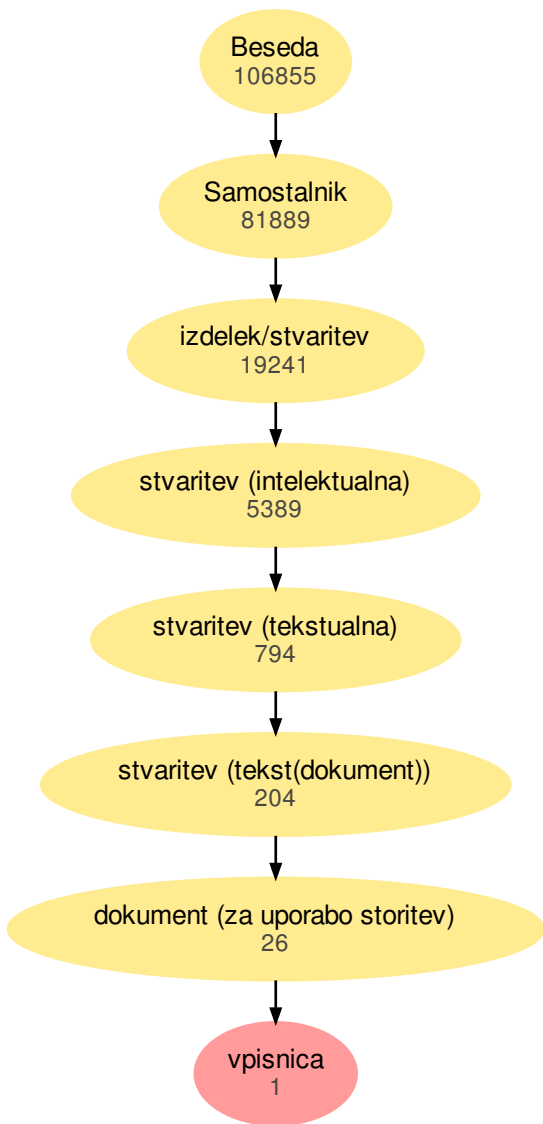 Beseda
106855
Samostalnik
81889
izdelek/stvaritev
19241
stvaritev (intelektualna)
5389
stvaritev (tekstualna)
794
stvaritev (tekst(dokument))
204
dokument (za uporabo storitev)
26
vpisnica
1